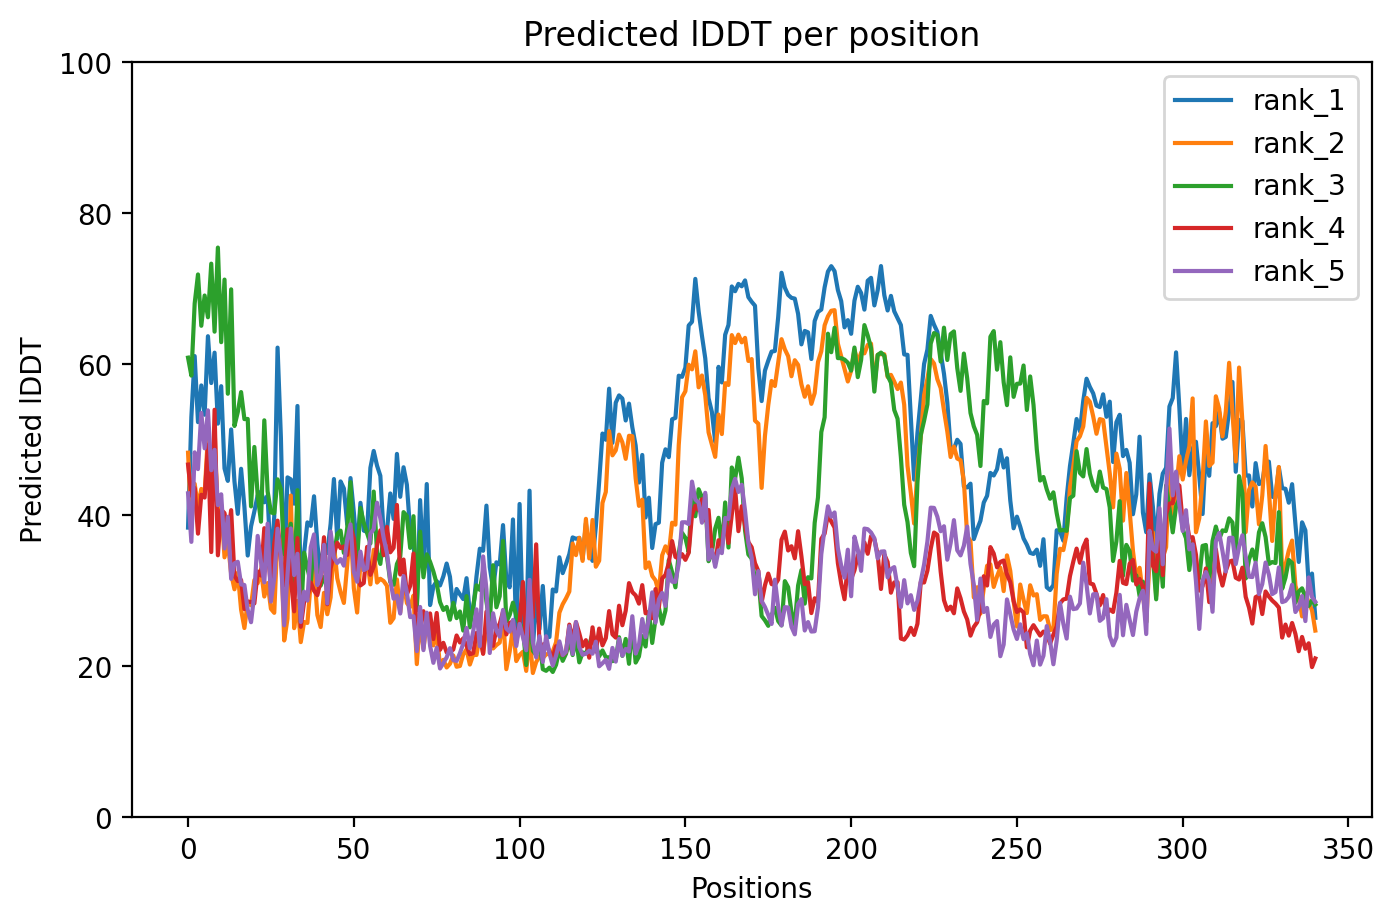 Predicted lDDT per position
100
80
60
40
20
0
Predicted lDDT
0 50 100 150 200 250 300 350
Positions
rank_1
rank_2
rank_3
rank_4
rank_5